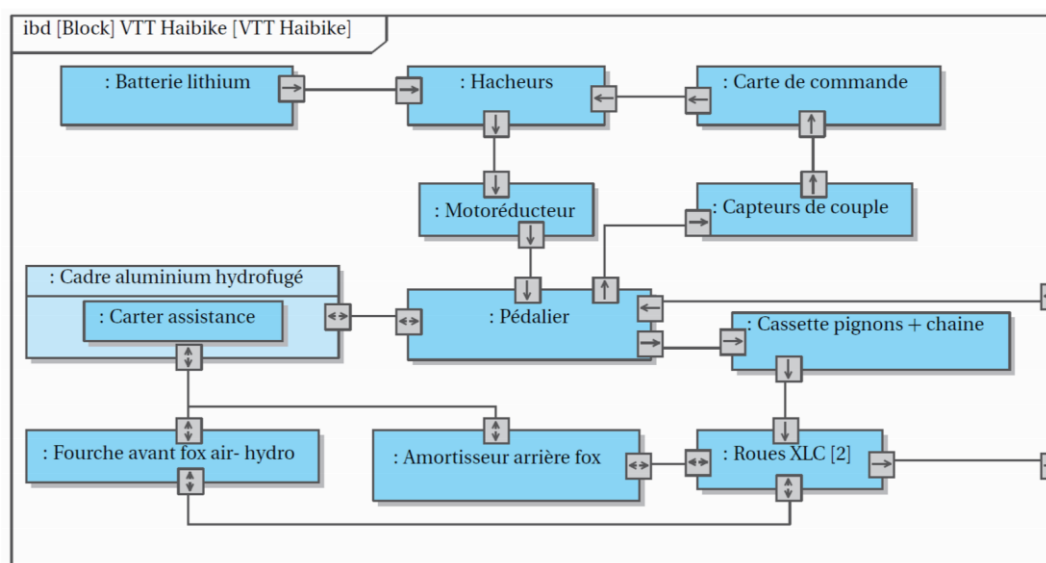 ibd [Block] VTT Haibike [VTT Haibike]
: Batterie lithium
: Hacheurs
: Carte de commande
: Motoréducteur
: Capteurs de couple
: Cadre aluminium hydrofugé
: Carter assistance
: Pédalier
: Cassette pignons + chaine
: Fourche avant fox air- hydro
: Amortisseur arrière fox
: Roues XLC [2]